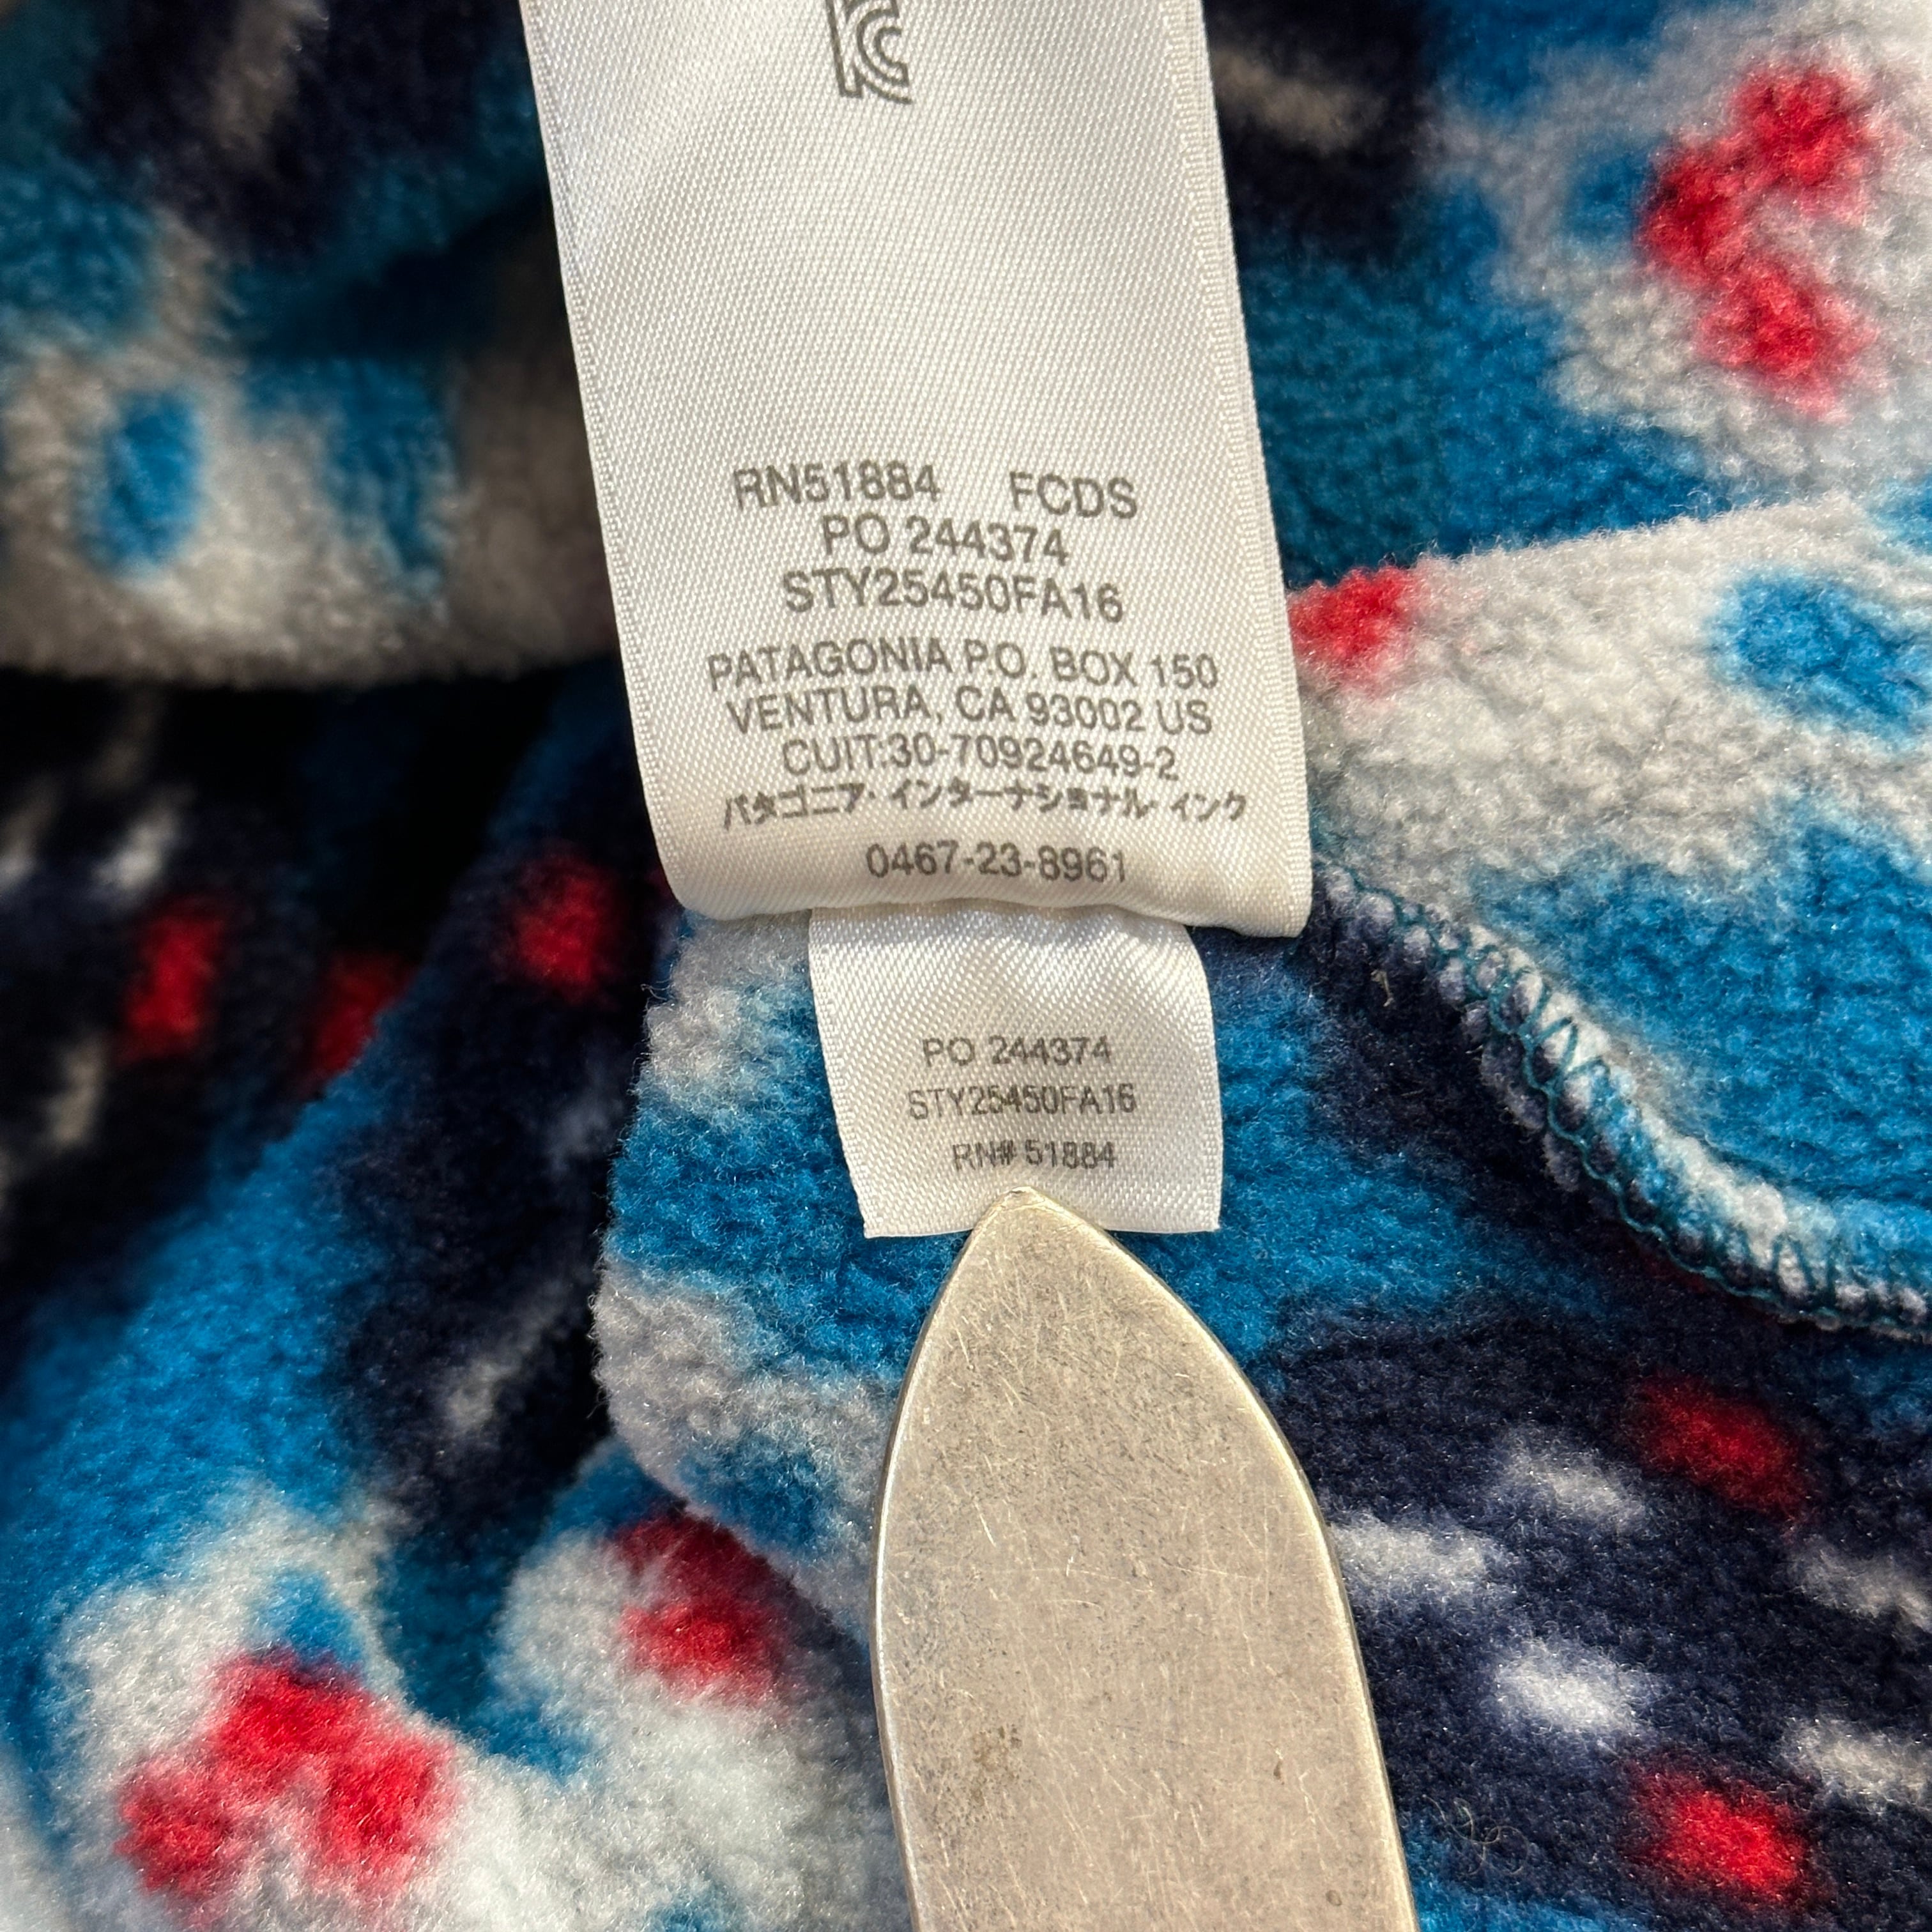 RN51884 FCDS
PO 244374
STY25450FA16
PATAGONIA P.O. BOX 150
VENTURA, CA 93002 US
CUIT:30-70924649-2
パタゴニア・インターナショナル・インク
0467-23-8961
PO 244374
STY25450FA16
RN# 51884